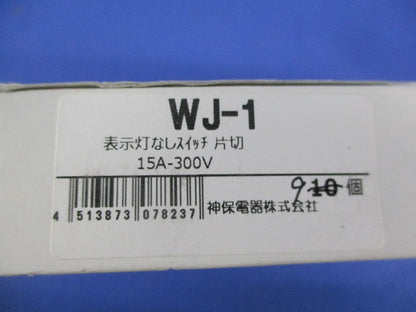 WJ-1
表示灯なしスイッチ 片切
15A-300V
9 10 個
4 513873 078237
神保電器株式会社